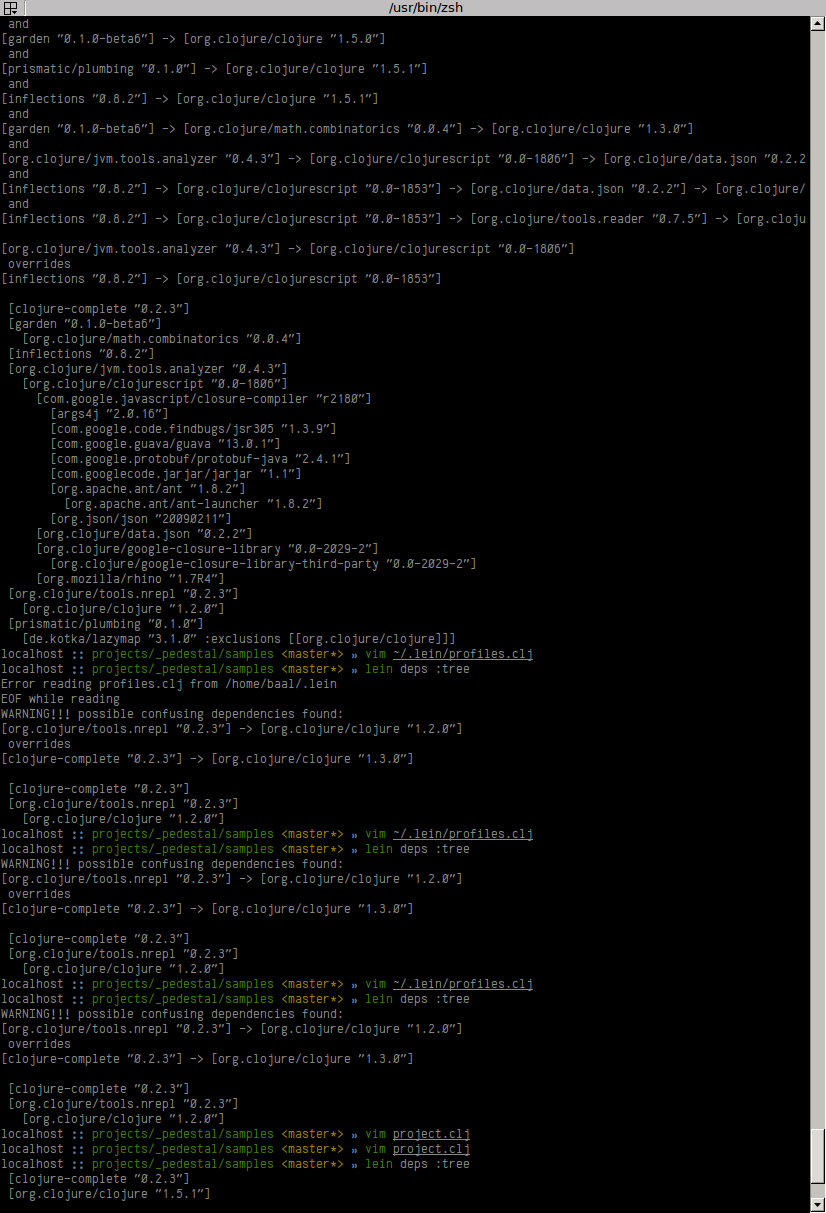 /usr/bin/zsh
and
[garden "0.1.0-beta6"] -> [org.clojure/clojure "1.5.0"]
and
[prismatic/plumbing "0.1.0"] -> [org.clojure/clojure "1.5.1"]
and
[inflections "0.8.2"] -> [org.clojure/clojure "1.5.1"]
and
[garden "0.1.0-beta6"] -> [org.clojure/math.combinatorics "0.0.4"] -> [org.clojure/clojure "1.3.0"]
and
[org.clojure/jvm.tools.analyzer "0.4.3"] -> [org.clojure/clojurescript "0.0-1806"] -> [org.clojure/data.json "0.2.2
and
[inflections "0.8.2"] -> [org.clojure/clojurescript "0.0-1853"] -> [org.clojure/data.json "0.2.2"] -> [org.clojure/
and
[inflections "0.8.2"] -> [org.clojure/clojurescript "0.0-1853"] -> [org.clojure/tools.reader "0.7.5"] -> [org.cloju
[org.clojure/jvm.tools.analyzer "0.4.3"] -> [org.clojure/clojurescript "0.0-1806"]
overrides
[inflections "0.8.2"] -> [org.clojure/clojurescript "0.0-1853"]
[clojure-complete "0.2.3"]
[garden "0.1.0-beta6"]
[org.clojure/math.combinatorics "0.0.4"]
[inflections "0.8.2"]
[org.clojure/jvm.tools.analyzer "0.4.3"]
[org.clojure/clojurescript "0.0-1806"]
[com.google.javascript/closure-compiler "r2180"]
[args4j "2.0.16"]
[com.google.code.findbugs/jsr305 "1.3.9"]
[com.google.guava/guava "13.0.1"]
[com.google.protobuf/protobuf-java "2.4.1"]
[com.googlecode.jarjar/jarjar "1.1"]
[org.apache.ant/ant "1.8.2"]
[org.apache.ant/ant-launcher "1.8.2"]
[org.json/json "20090211"]
[org.clojure/data.json "0.2.2"]
[org.clojure/google-closure-library "0.0-2029-2"]
[org.clojure/google-closure-library-third-party "0.0-2029-2"]
[org.mozilla/rhino "1.7R4"]
[org.clojure/tools.nrepl "0.2.3"]
[org.clojure/clojure "1.2.0"]
[prismatic/plumbing "0.1.0"]
[de.kotka/lazymap "3.1.0" :exclusions [[org.clojure/clojure]]]
localhost :: projects/_pedestal/samples <master*> » vim ~/.lein/profiles.clj
localhost :: projects/_pedestal/samples <master*> » lein deps :tree
Error reading profiles.clj from /home/baal/.lein
EOF while reading
WARNING!!! possible confusing dependencies found:
[org.clojure/tools.nrepl "0.2.3"] -> [org.clojure/clojure "1.2.0"]
overrides
[clojure-complete "0.2.3"] -> [org.clojure/clojure "1.3.0"]
[clojure-complete "0.2.3"]
[org.clojure/tools.nrepl "0.2.3"]
[org.clojure/clojure "1.2.0"]
localhost :: projects/_pedestal/samples <master*> » vim ~/.lein/profiles.clj
localhost :: projects/_pedestal/samples <master*> » lein deps :tree
WARNING!!! possible confusing dependencies found:
[org.clojure/tools.nrepl "0.2.3"] -> [org.clojure/clojure "1.2.0"]
overrides
[clojure-complete "0.2.3"] -> [org.clojure/clojure "1.3.0"]
[clojure-complete "0.2.3"]
[org.clojure/tools.nrepl "0.2.3"]
[org.clojure/clojure "1.2.0"]
localhost :: projects/_pedestal/samples <master*> » vim ~/.lein/profiles.clj
localhost :: projects/_pedestal/samples <master*> » lein deps :tree
WARNING!!! possible confusing dependencies found:
[org.clojure/tools.nrepl "0.2.3"] -> [org.clojure/clojure "1.2.0"]
overrides
[clojure-complete "0.2.3"] -> [org.clojure/clojure "1.3.0"]
[clojure-complete "0.2.3"]
[org.clojure/tools.nrepl "0.2.3"]
[org.clojure/clojure "1.2.0"]
localhost :: projects/_pedestal/samples <master*> » vim project.clj
localhost :: projects/_pedestal/samples <master*> » vim project.clj
localhost :: projects/_pedestal/samples <master*> » lein deps :tree
[clojure-complete "0.2.3"]
[org.clojure/clojure "1.5.1"]